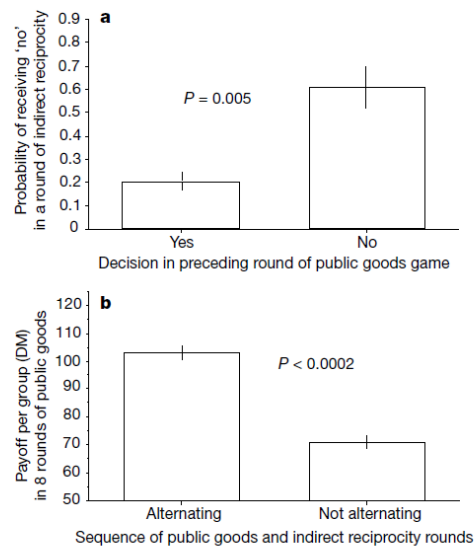 a
Probability of receiving ‘no’
in a round of indirect reciprocity
0.9
0.8
0.7
0.6
0.5
0.4
0.3
0.2
0.1
0
P = 0.005
Yes No
Decision in preceding round of public goods game
b
Payoff per group (DM)
in 8 rounds of public goods
120
110
100
90
80
70
60
50
P < 0.0002
Alternating Not alternating
Sequence of public goods and indirect reciprocity rounds